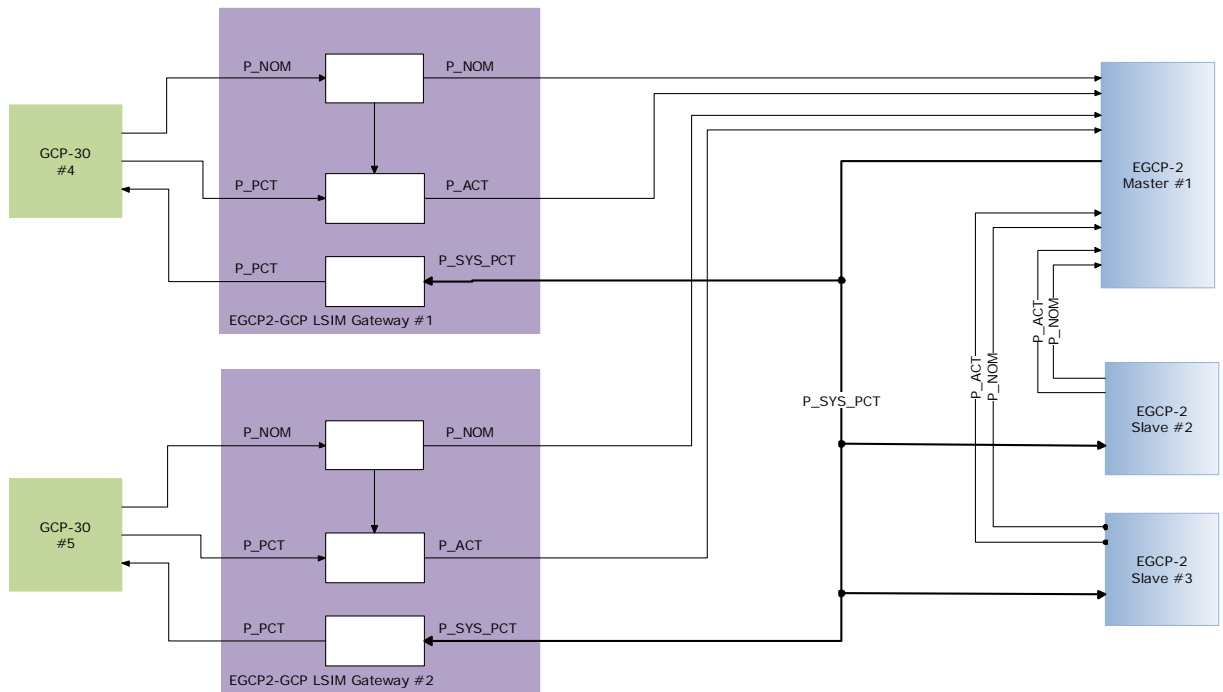 P_NOM
P_NOM
GCP-30
#4
P_PCT
P_ACT
P_PCT
P_SYS_PCT
EGCP2-GCP LSIM Gateway #1
EGCP-2
Master #1
P_ACT
P_NOM
P_ACT
P_NOM
P_SYS_PCT
EGCP-2
Slave #2
P_NOM
P_NOM
GCP-30
#5
P_PCT
P_ACT
P_PCT
P_SYS_PCT
EGCP2-GCP LSIM Gateway #2
EGCP-2
Slave #3